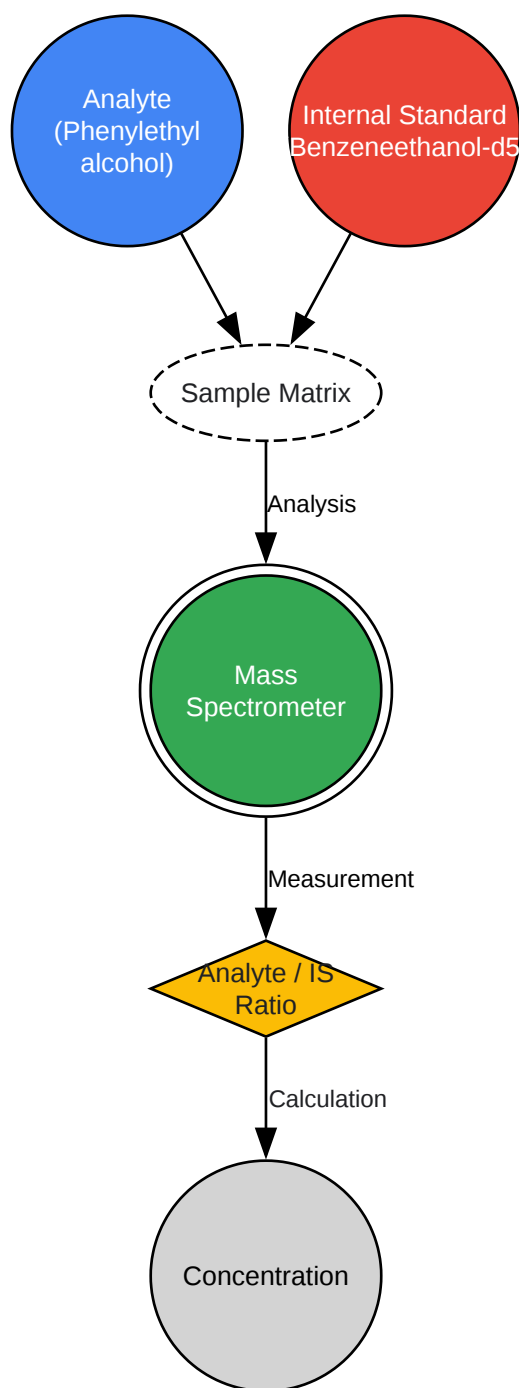 Analyte
(Phenylethyl
alcohol)
Internal Standard
Benzeneethanol-d5
Sample Matrix
Analysis
Mass
Spectrometer
Measurement
Analyte / IS
Ratio
Calculation
Concentration